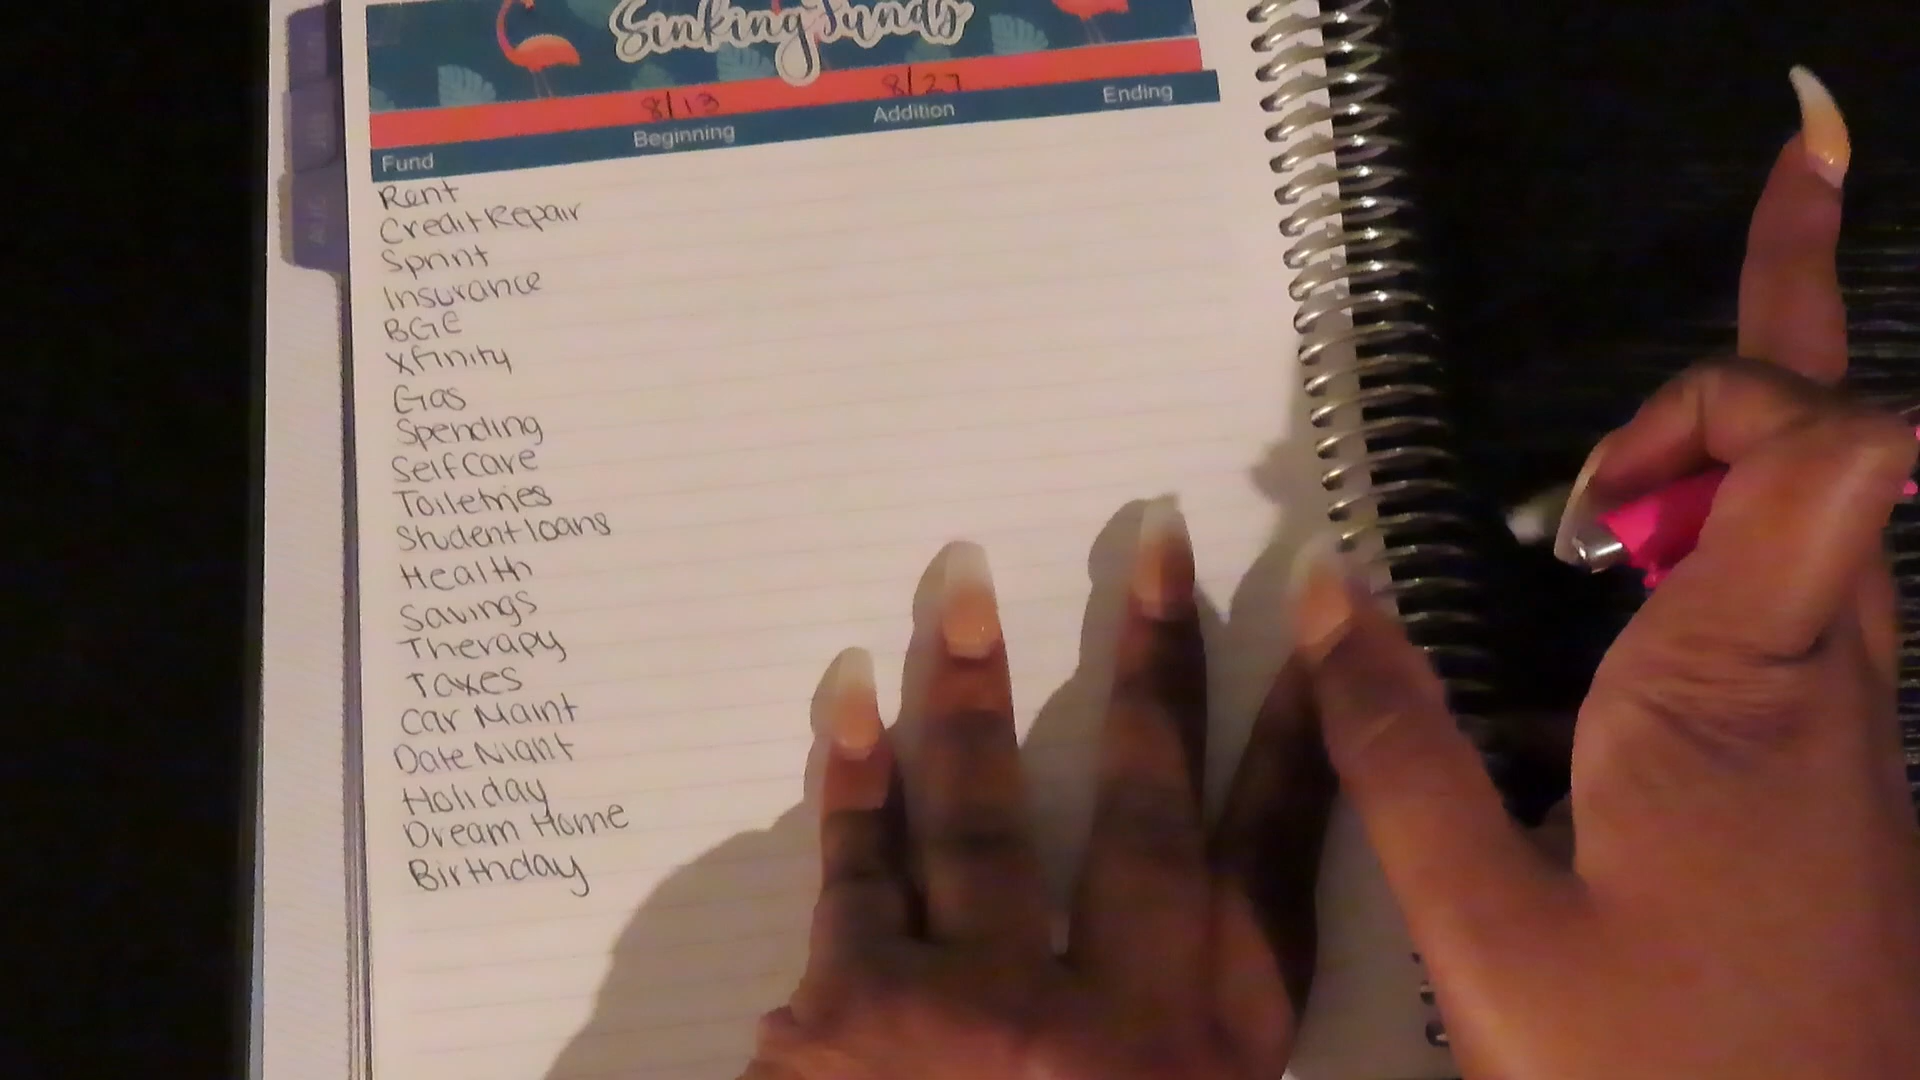 Sinking Funds
8/13 8/27
Fund Beginning Addition Ending
Rent
Credit Repair
Sprint
Insurance
BGE
Xfinity
Gas
Spending
Self Care
Toiletries
Student loans
Health
Savings
Therapy
Taxes
Car Maint
Date Night
Holiday
Dream Home
Birthday